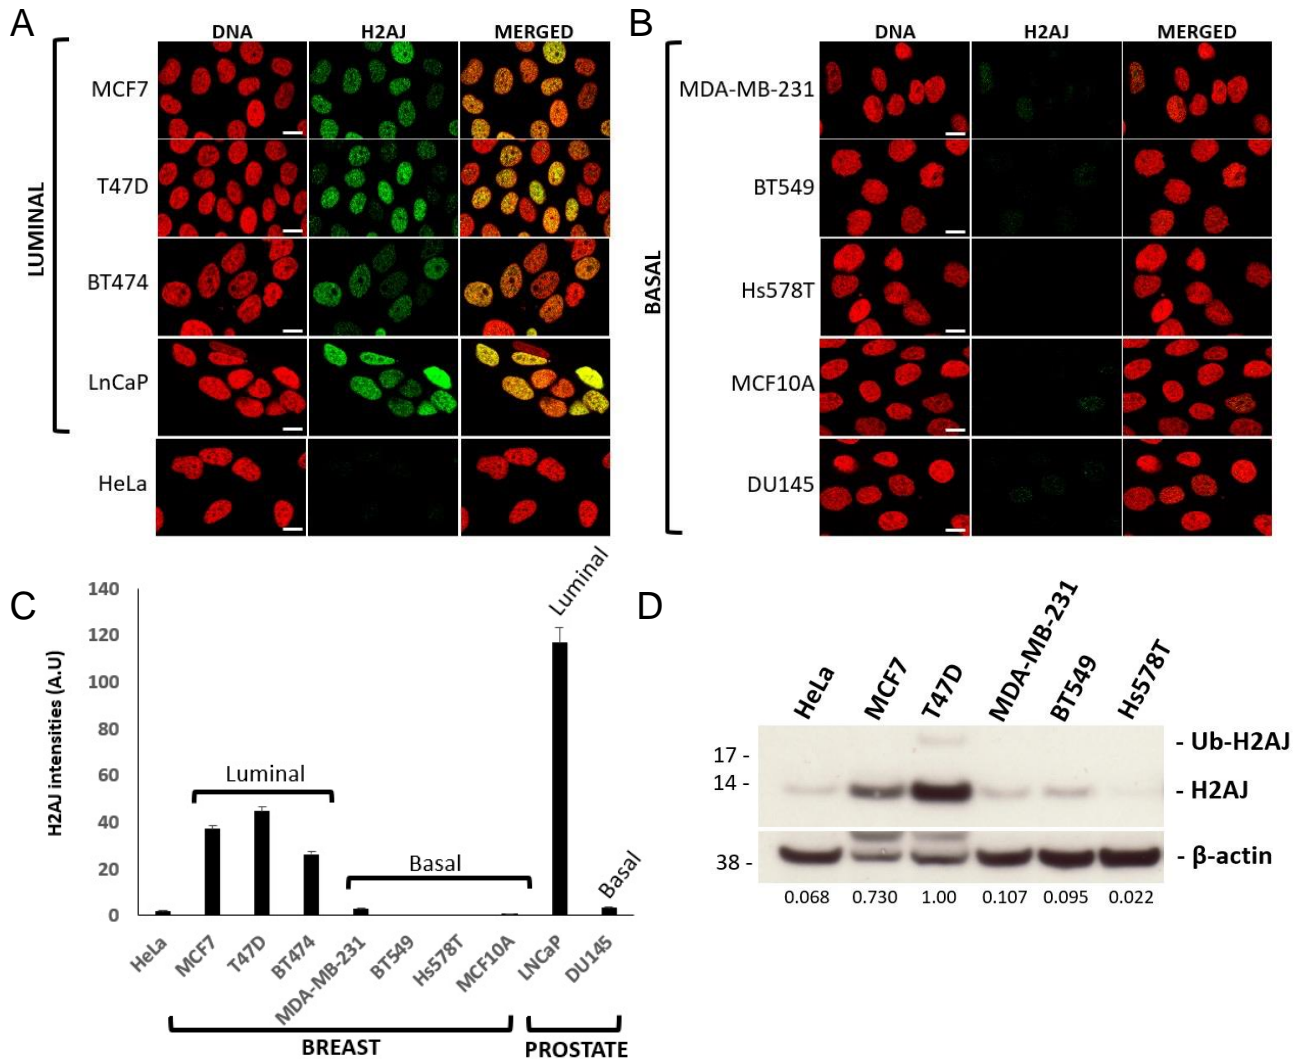 A
DNA H2AJ MERGED
LUMINAL
MCF7
T47D
BT474
LnCaP
HeLa
B
DNA H2AJ MERGED
BASAL
MDA-MB-231
BT549
Hs578T
MCF10A
DU145
C
H2AJ intensities (A.U)
140
120
100
80
60
40
20
0
Luminal
Basal
Luminal
Basal
HeLa MCF7 T47D BT474 MDA-MB-231 BT549 Hs578T MCF10A LNCaP DU145
BREAST PROSTATE
D
HeLa MCF7 T47D MDA-MB-231 BT549 Hs578T
17 - - Ub-H2AJ
14 - - H2AJ
38 - - β-actin
0.068 0.730 1.00 0.107 0.095 0.022